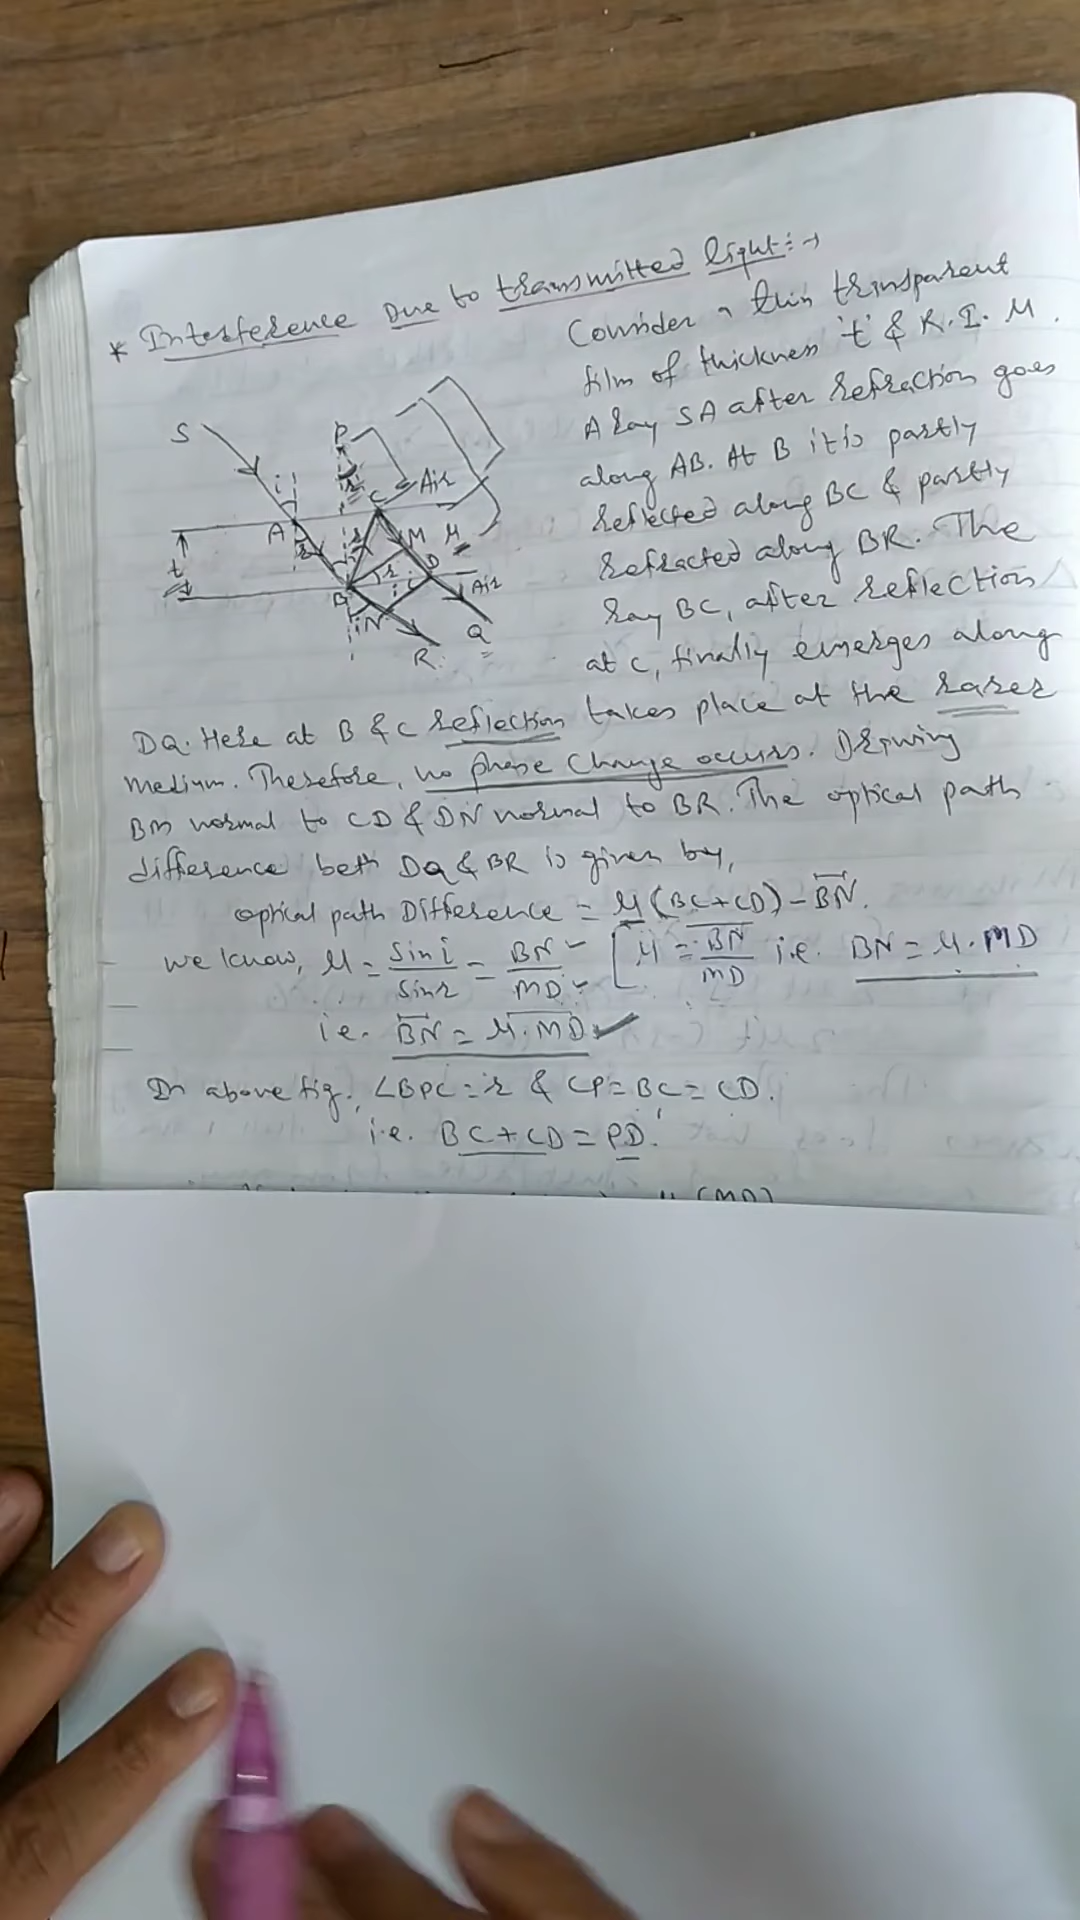 * Interference Due to transmitted light :→
Consider a thin transparent
film of thickness 't' & R.I. μ.
A ray SA after refraction goes
along AB. At B it is partly
reflected along BC & partly
refracted along BR. The
ray BC, after reflection
at C, finally emerges along
DQ. Here at B & C reflection takes place at the rarer
medium. Therefore, no phase change occurs. Drawing
BM normal to CD & DN normal to BR. The optical path
difference betn DQ & BR is given by,
optical path Difference = μ(BC+CD) - BN.
we know, μ = Sin i / Sin r = BN / MD [ μ = BN / MD i.e. BN = μ.MD
i.e. BN = μ.MD ✓
In above fig. ∠BPC = r & CP = BC = CD.
i.e. BC + CD = PD.
μ (MD)
S
P
r
i
C
Air
A
r
r
M
μ
t
r
D
B
i
Air
i
N
Q
R